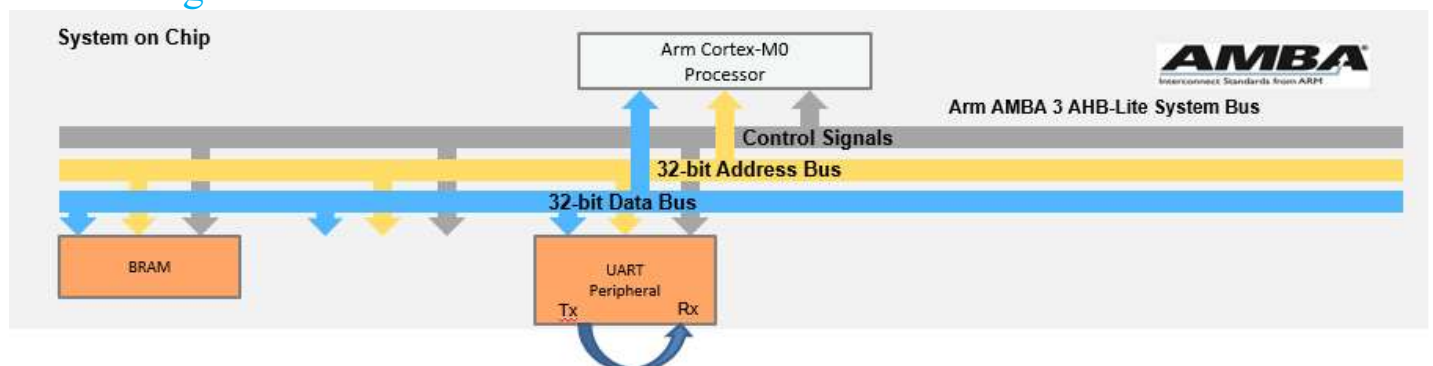 System on Chip
Arm Cortex-M0
Processor
AMBA
Interconnect Standards from ARM
Arm AMBA 3 AHB-Lite System Bus
Control Signals
32-bit Address Bus
32-bit Data Bus
BRAM
UART
Peripheral
Tx
Rx